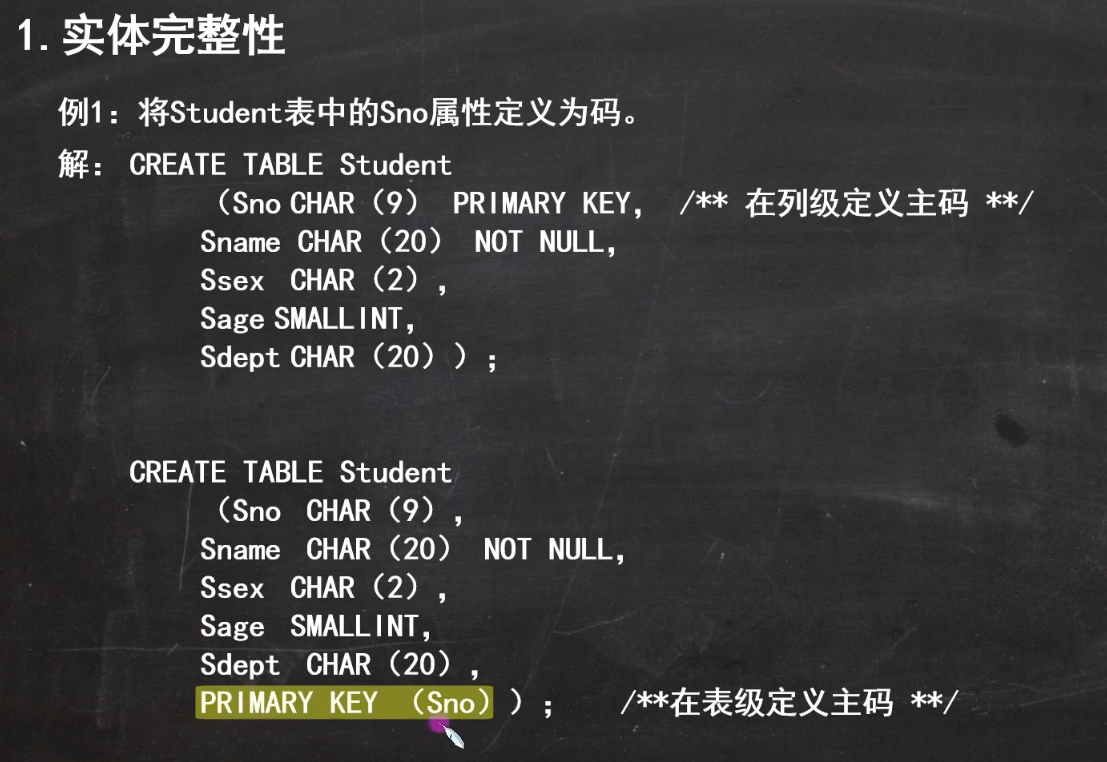 1.实体完整性
例1：将Student表中的Sno属性定义为码。
解： CREATE TABLE Student
（Sno CHAR（9） PRIMARY KEY， /** 在列级定义主码 **/
Sname CHAR（20） NOT NULL，
Ssex CHAR（2），
Sage SMALLINT，
Sdept CHAR（20））；
CREATE TABLE Student
（Sno CHAR（9），
Sname CHAR（20） NOT NULL，
Ssex CHAR（2），
Sage SMALLINT，
Sdept CHAR（20），
PRIMARY KEY （Sno））； /**在表级定义主码 **/